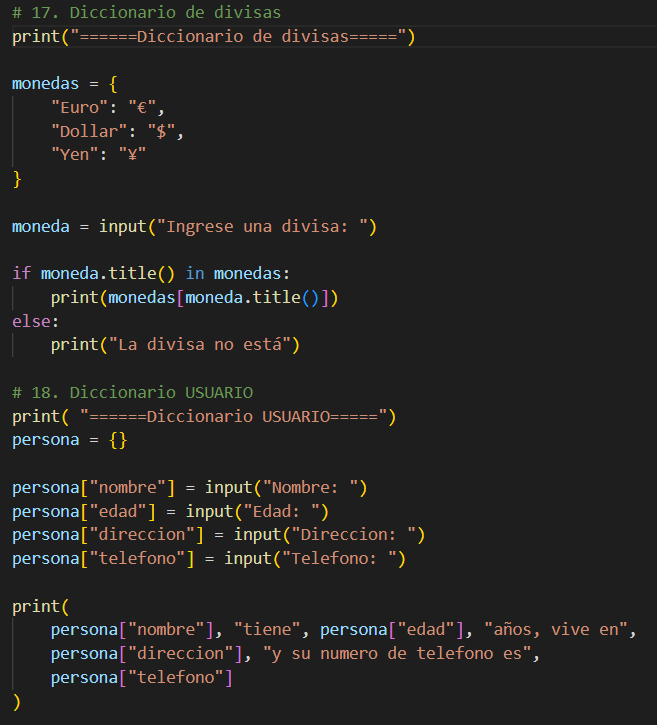 # 17. Diccionario de divisas
print("======Diccionario de divisas=====")
monedas = {
    "Euro": "€",
    "Dollar": "$",
    "Yen": "¥"
}
moneda = input("Ingrese una divisa: ")
if moneda.title() in monedas:
    print(monedas[moneda.title()])
else:
    print("La divisa no está")
# 18. Diccionario USUARIO
print( "======Diccionario USUARIO=====")
persona = {}
persona["nombre"] = input("Nombre: ")
persona["edad"] = input("Edad: ")
persona["direccion"] = input("Direccion: ")
persona["telefono"] = input("Telefono: ")
print(
    persona["nombre"], "tiene", persona["edad"], "años, vive en",
    persona["direccion"], "y su numero de telefono es",
    persona["telefono"]
)